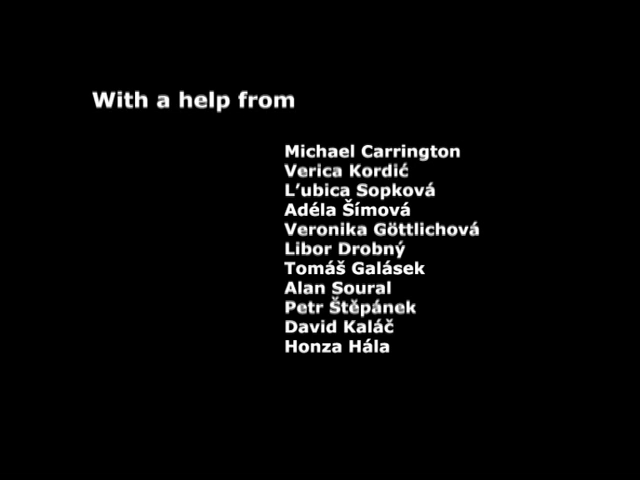 With a help from
Michael Carrington
Verica Kordić
L'ubica Sopková
Adéla Šímová
Veronika Göttlichová
Libor Drobný
Tomáš Galásek
Alan Soural
Petr Štěpánek
David Kaláč
Honza Hála